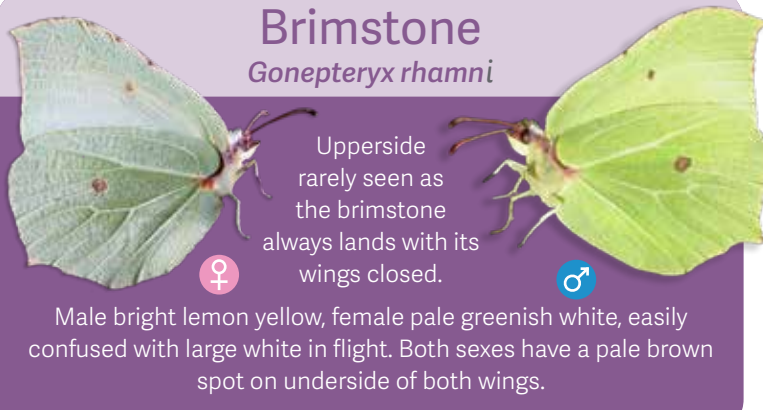 Brimstone
Gonepteryx rhamni
Upperside
rarely seen as
the brimstone
always lands with its
wings closed.
♀
♂
Male bright lemon yellow, female pale greenish white, easily
confused with large white in flight. Both sexes have a pale brown
spot on underside of both wings.